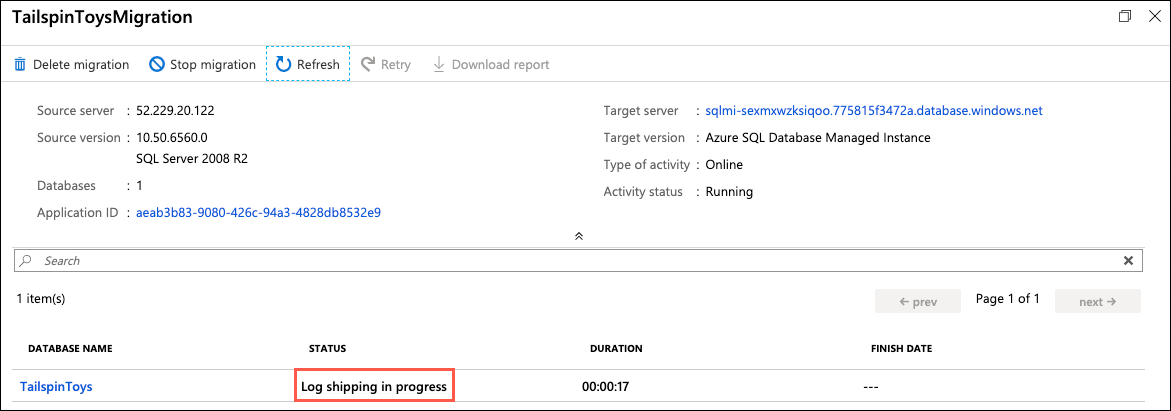 TailspinToysMigration
Delete migration Stop migration Refresh Retry Download report
Source server : 52.229.20.122 Target server : sqlmi-sexmxwzksiqoo.775815f3472a.database.windows.net
Source version : 10.50.6560.0 Target version : Azure SQL Database Managed Instance
SQL Server 2008 R2 Type of activity : Online
Databases : 1 Activity status : Running
Application ID : aeab3b83-9080-426c-94a3-4828db8532e9
Search
1 item(s) ← prev Page 1 of 1 next →
DATABASE NAME STATUS DURATION FINISH DATE
TailspinToys Log shipping in progress 00:00:17 ---